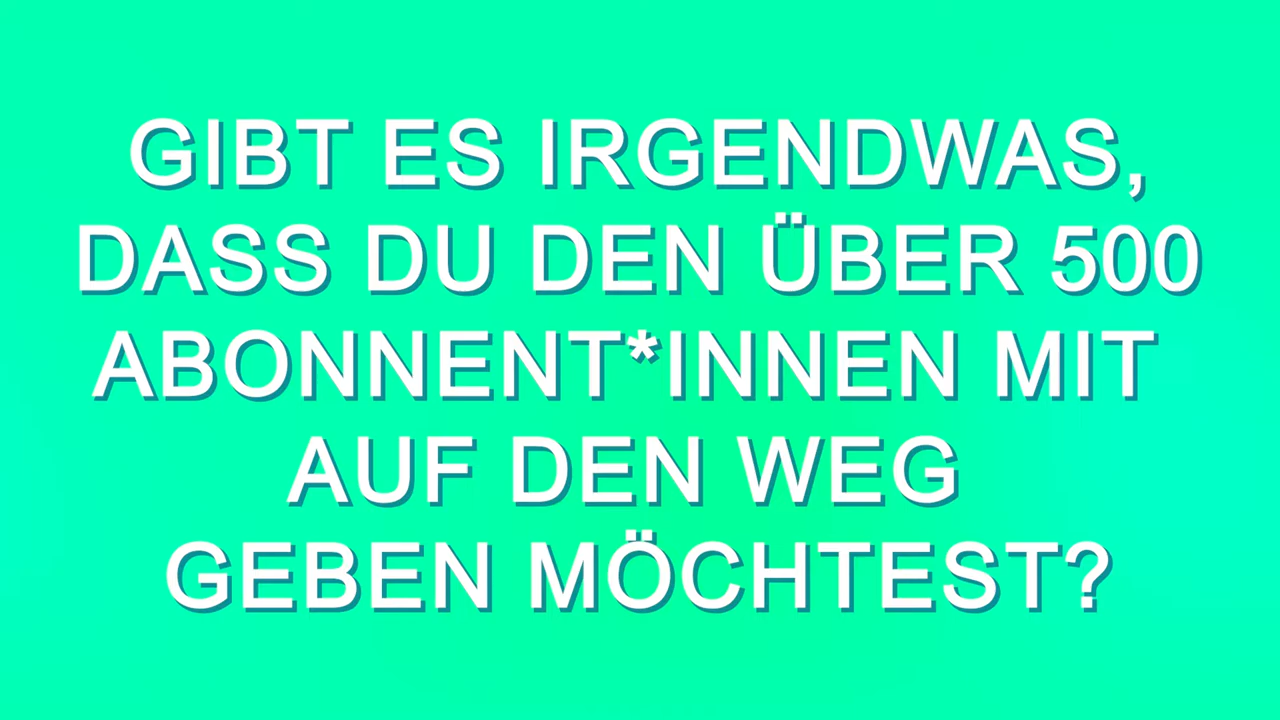 GIBT ES IRGENDWAS,
DASS DU DEN ÜBER 500
ABONNENT*INNEN MIT
AUF DEN WEG
GEBEN MÖCHTEST?